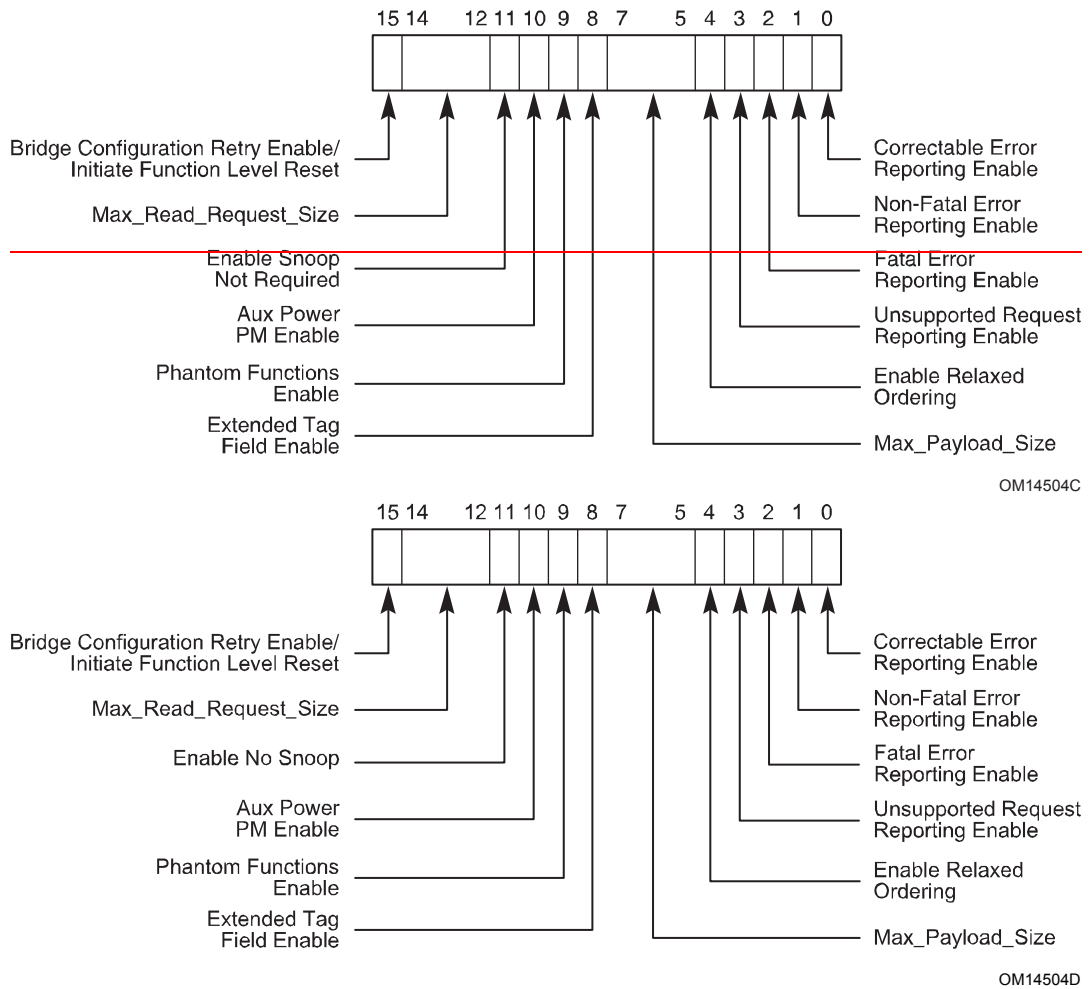 15 14 12 11 10 9 8 7 5 4 3 2 1 0
Bridge Configuration Retry Enable/
Initiate Function Level Reset
Max_Read_Request_Size
Enable Snoop
Not Required
Aux Power
PM Enable
Phantom Functions
Enable
Extended Tag
Field Enable
Correctable Error
Reporting Enable
Non-Fatal Error
Reporting Enable
Fatal Error
Reporting Enable
Unsupported Request
Reporting Enable
Enable Relaxed
Ordering
Max_Payload_Size
OM14504C
15 14 12 11 10 9 8 7 5 4 3 2 1 0
Bridge Configuration Retry Enable/
Initiate Function Level Reset
Max_Read_Request_Size
Enable No Snoop
Aux Power
PM Enable
Phantom Functions
Enable
Extended Tag
Field Enable
Correctable Error
Reporting Enable
Non-Fatal Error
Reporting Enable
Fatal Error
Reporting Enable
Unsupported Request
Reporting Enable
Enable Relaxed
Ordering
Max_Payload_Size
OM14504D